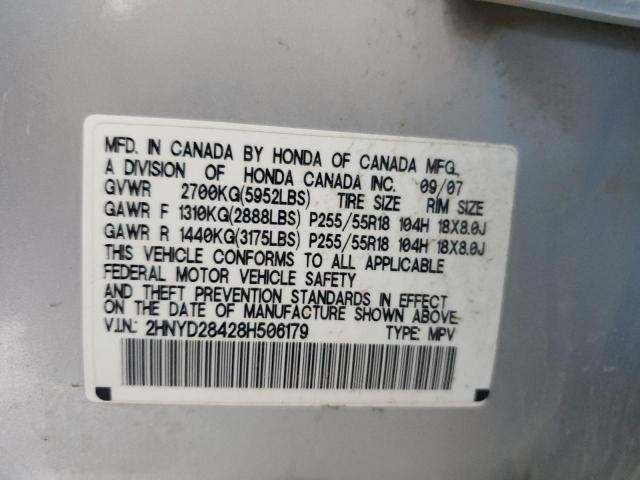 MFD. IN CANADA BY HONDA OF CANADA MFG.,
A DIVISION OF HONDA CANADA INC. 09/07
GVWR 2700KG(5952LBS) TIRE SIZE RIM SIZE
GAWR F 1310KG(2888LBS) P255/55R18 104H 18X8.0J
GAWR R 1440KG(3175LBS) P255/55R18 104H 18X8.0J
THIS VEHICLE CONFORMS TO ALL APPLICABLE
FEDERAL MOTOR VEHICLE SAFETY
AND THEFT PREVENTION STANDARDS IN EFFECT
ON THE DATE OF MANUFACTURE SHOWN ABOVE
V.I.N.: 2HNYD28428H506179 TYPE: MPV